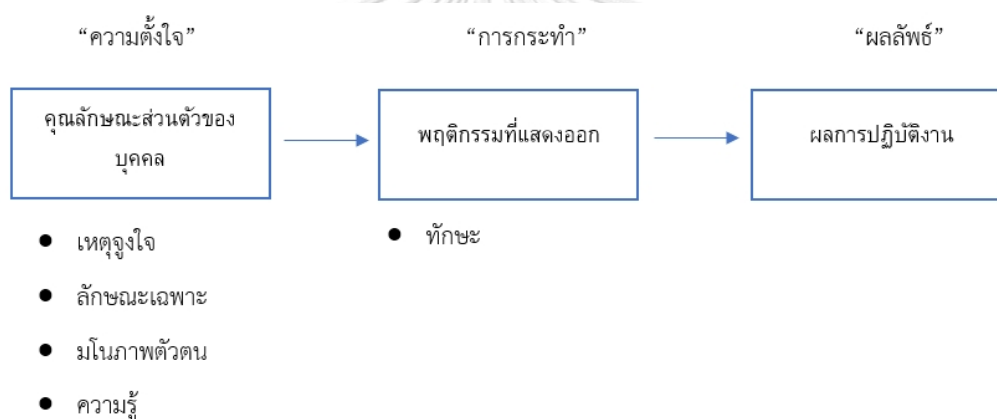 “ความตั้งใจ” “การกระทำ” “ผลลัพธ์”
คุณลักษณะส่วนตัวของ
บุคคล
พฤติกรรมที่แสดงออก
ผลการปฏิบัติงาน
● เหตุจูงใจ
● ลักษณะเฉพาะ
● มโนภาพตัวตน
● ความรู้
● ทักษะ